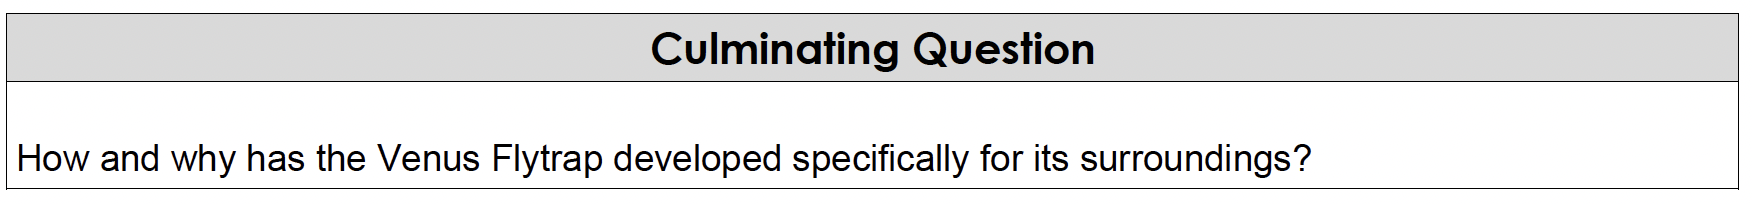 Culminating Question
How and why has the Venus Flytrap developed specifically for its surroundings?